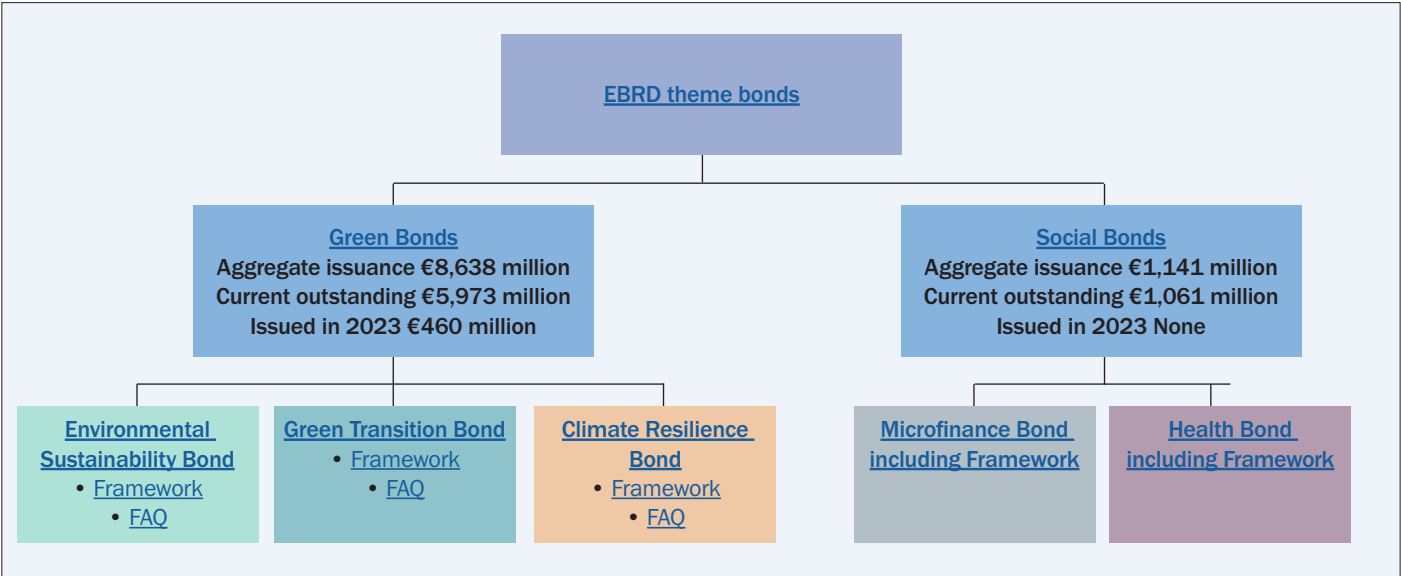 EBRD theme bonds
Green Bonds
Aggregate issuance €8,638 million
Current outstanding €5,973 million
Issued in 2023 €460 million
Social Bonds
Aggregate issuance €1,141 million
Current outstanding €1,061 million
Issued in 2023 None
Environmental
Sustainability Bond
• Framework
• FAQ
Green Transition Bond
• Framework
• FAQ
Climate Resilience
Bond
• Framework
• FAQ
Microfinance Bond
including Framework
Health Bond
including Framework